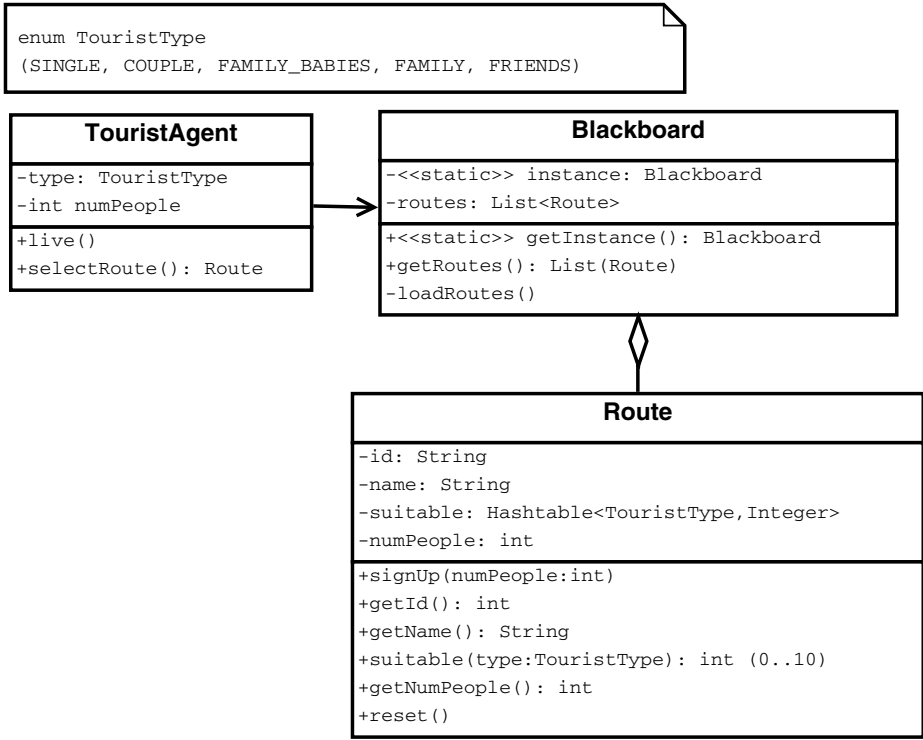 enum TouristType
(SINGLE, COUPLE, FAMILY_BABIES, FAMILY, FRIENDS)
TouristAgent
-type: TouristType
-int numPeople
+live()
+selectRoute(): Route
Blackboard
-<<static>> instance: Blackboard
-routes: List<Route>
+<<static>> getInstance(): Blackboard
+getRoutes(): List(Route)
-loadRoutes()
Route
-id: String
-name: String
-suitable: Hashtable<TouristType,Integer>
-numPeople: int
+signUp(numPeople:int)
+getId(): int
+getName(): String
+suitable(type:TouristType): int (0..10)
+getNumPeople(): int
+reset()